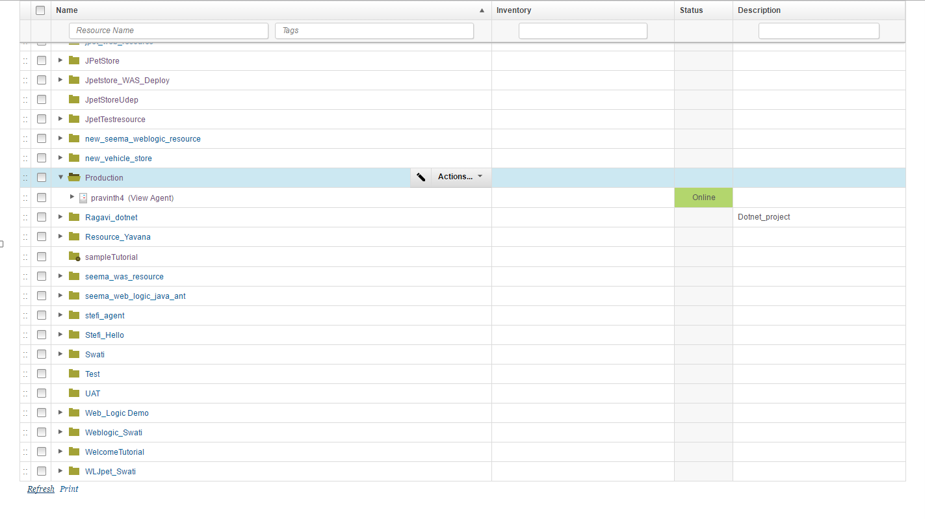 Name Inventory Status Description
Resource Name Tags
JPetStore
Jpetstore_WAS_Deploy
JpetStoreUdep
JpetTestresource
new_seema_weblogic_resource
new_vehicle_store
Production Actions...
pravinth4 (View Agent) Online
Ragavi_dotnet Dotnet_project
Resource_Yavana
sampleTutorial
seema_was_resource
seema_web_logic_java_ant
stefi_agent
Stefi_Hello
Swati
Test
UAT
Web_Logic Demo
Weblogic_Swati
WelcomeTutorial
WLJpet_Swati
Refresh Print